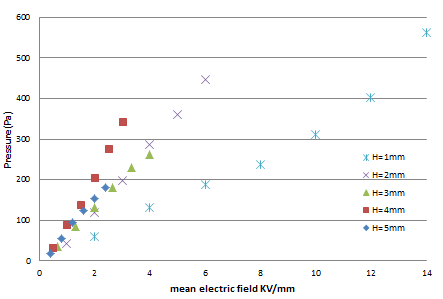 600
500
400
300
200
100
0
Pressure(Pa)
0 2 4 6 8 10 12 14
mean electric field KV/mm
H=1mm
H=2mm
H=3mm
H=4mm
H=5mm